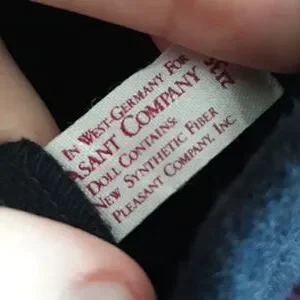 IN WEST-GERMANY FOR
ASANT COMPANY
DOLL CONTAINS:
NEW SYNTHETIC FIBER
PLEASANT COMPANY, INC.